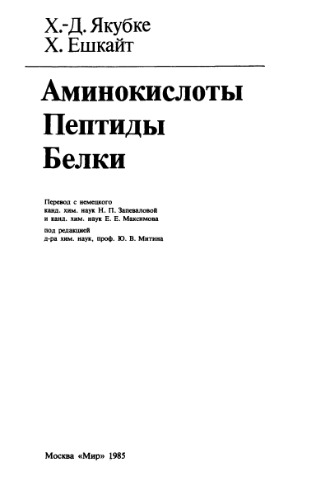 Х.-Д. Якубке
Х. Ешкайт
Аминокислоты
Пептиды
Белки
Перевод с немецкого
канд. хим. наук Н. П. Запеваловой
и канд. хим. наук Е. Е. Максимова
под редакцией
д-ра хим. наук, проф. Ю. В. Митина
Москва «Мир» 1985